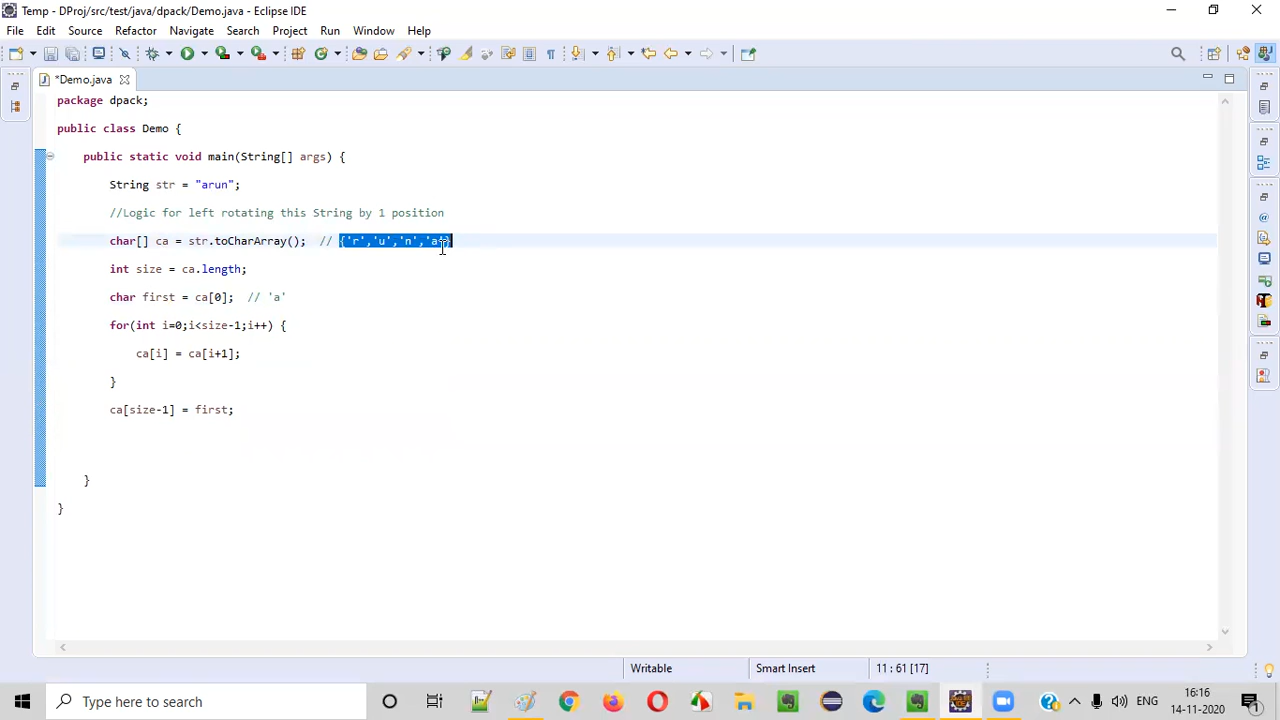 Temp - DProj/src/test/java/dpack/Demo.java - Eclipse IDE
File Edit Source Refactor Navigate Search Project Run Window Help
*Demo.java
package dpack;
public class Demo {
public static void main(String[] args) {
String str = "arun";
//Logic for left rotating this String by 1 position
char[] ca = str.toCharArray(); // {'r','u','n','a'}
int size = ca.length;
char first = ca[0]; // 'a'
for(int i=0;i<size-1;i++) {
ca[i] = ca[i+1];
}
ca[size-1] = first;
}
}
Writable Smart Insert 11 : 61 [17]
Type here to search
ENG
16:16
14-11-2020